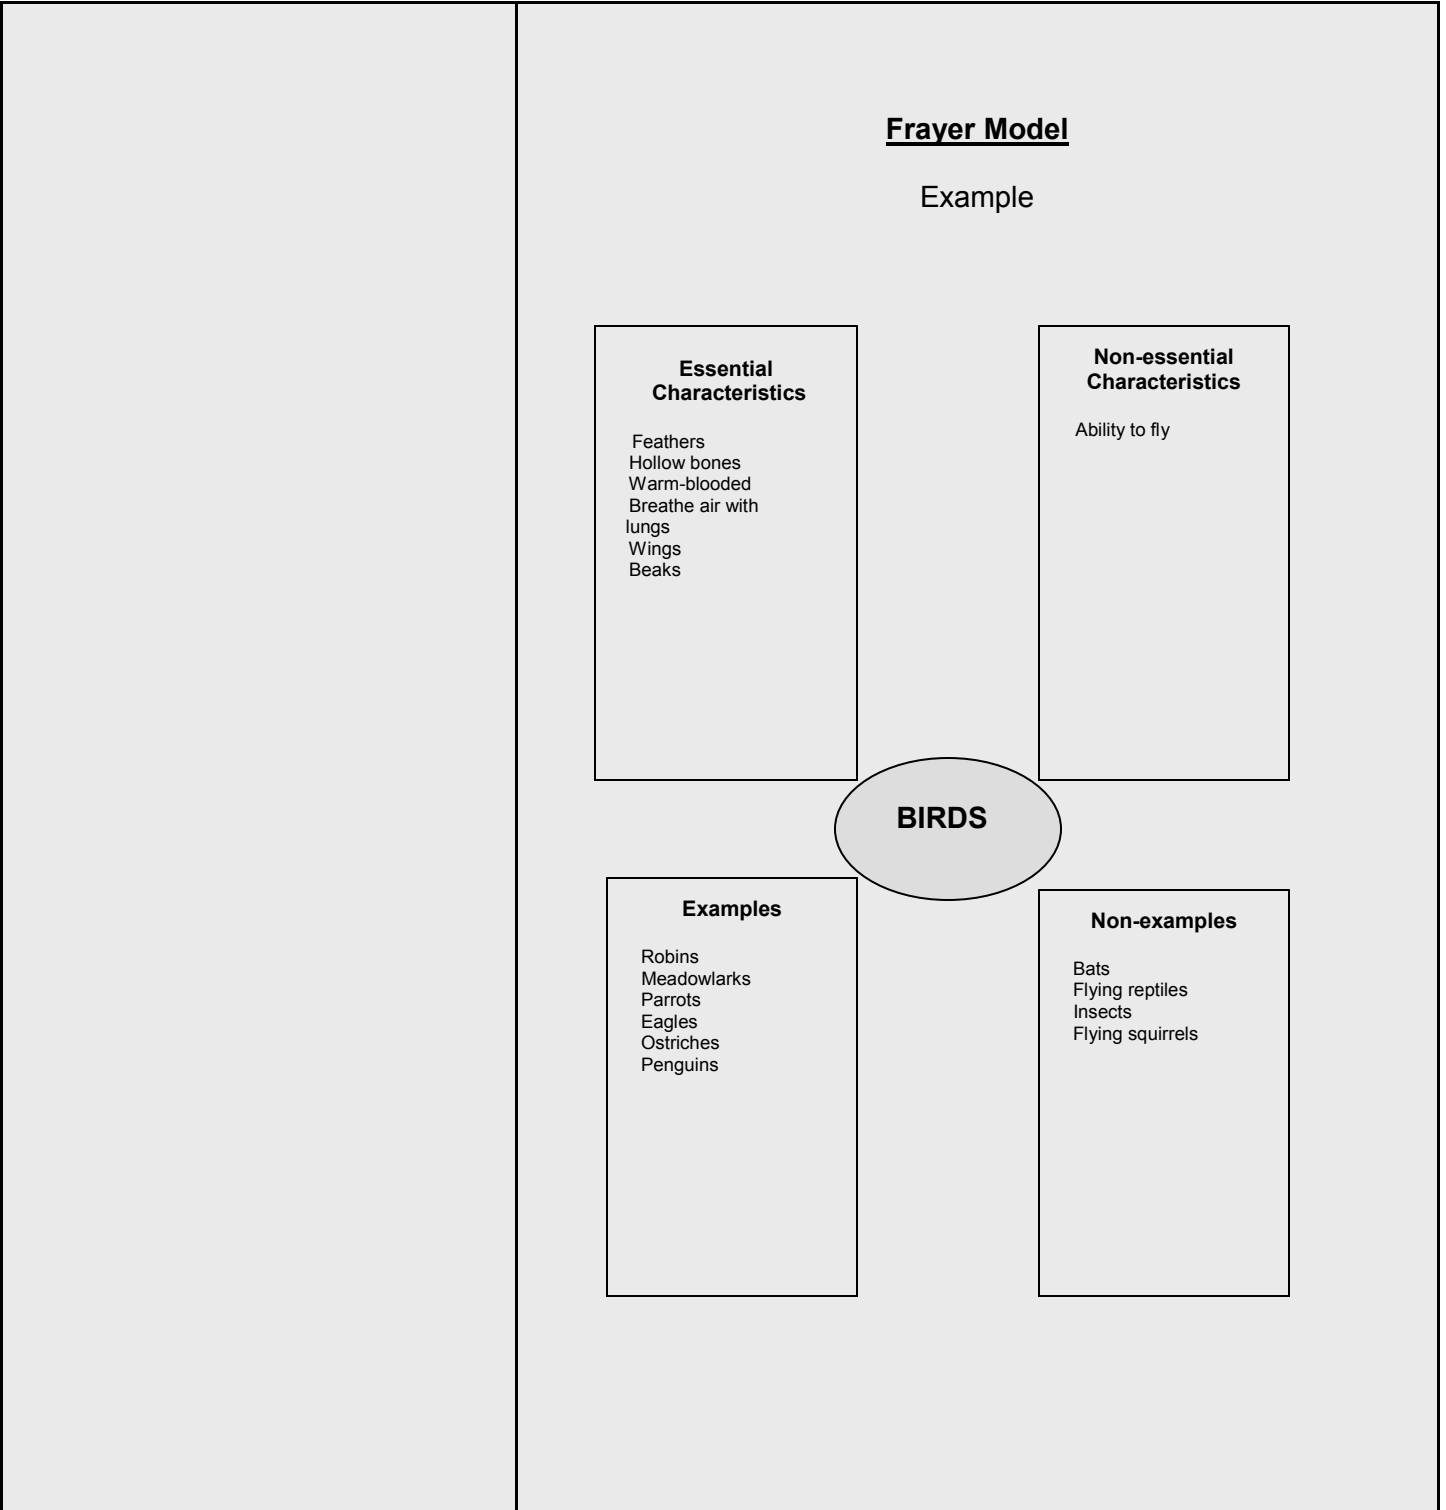 Frayer Model
Example
Essential
Characteristics
Feathers
Hollow bones
Warm-blooded
Breathe air with
lungs
Wings
Beaks
Non-essential
Characteristics
Ability to fly
BIRDS
Examples
Robins
Meadowlarks
Parrots
Eagles
Ostriches
Penguins
Non-examples
Bats
Flying reptiles
Insects
Flying squirrels